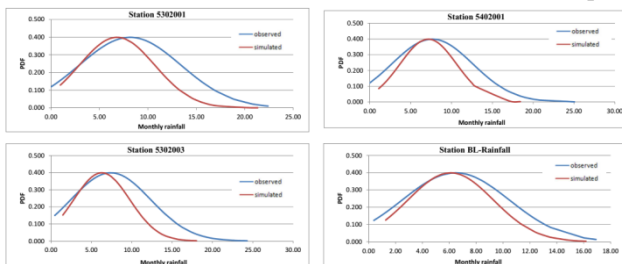 Station 5302001
0.500
0.400
0.300
0.200
0.100
0.000
PDF
observed
simulated
0.00 5.00 10.00 15.00 20.00 25.00
Monthly rainfall
Station 5402001
0.500
0.400
0.300
0.200
0.100
0.000
PDF
observed
simulated
0.00 5.00 10.00 15.00 20.00 25.00 30.00
Monthly rainfall
Station 5302003
0.500
0.400
0.300
0.200
0.100
0.000
PDF
observed
simulated
0.00 5.00 10.00 15.00 20.00 25.00 30.00
Monthly rainfall
Station BL-Rainfall
0.500
0.400
0.300
0.200
0.100
0.000
PDF
observed
simulated
0.00 2.00 4.00 6.00 8.00 10.00 12.00 14.00 16.00 18.00
Monthly rainfall